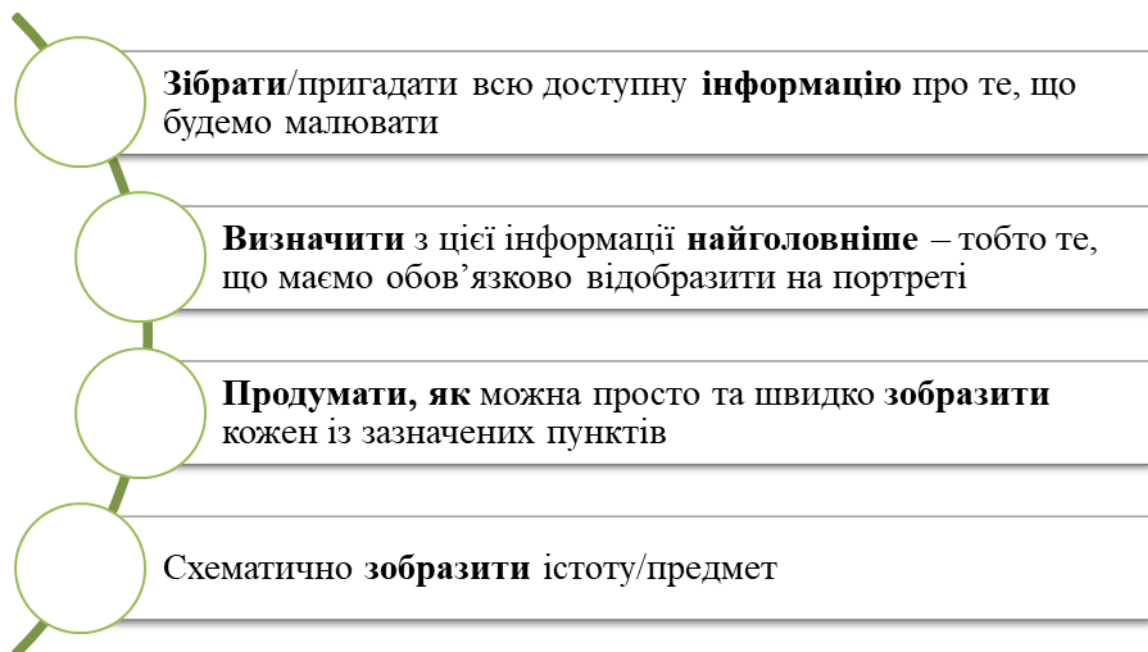 Зібрати/пригадати всю доступну інформацію про те, що
будемо малювати
Визначити з цієї інформації найголовніше – тобто те,
що маємо обов’язково відобразити на портреті
Продумати, як можна просто та швидко зобразити
кожен із зазначених пунктів
Схематично зобразити істоту/предмет